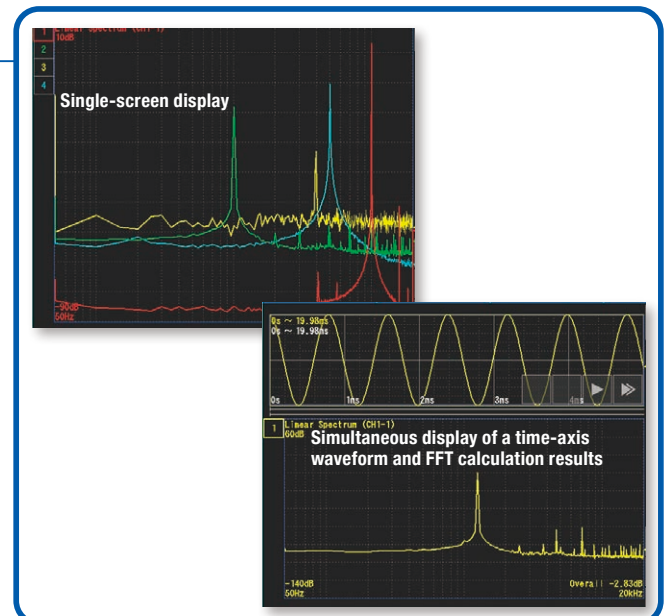 1 Linear Spectrum (CH1-1)
10dB
2
3
4
Single-screen display
-90dB
50Hz
0s ~ 19.98ms
0s ~ 19.98ms
0s 1ms 2ms 3ms 4ms
1 Linear Spectrum (CH1-1)
60dB
Simultaneous display of a time-axis
waveform and FFT calculation results
-140dB Overall -2.83dB
50Hz 20kHz